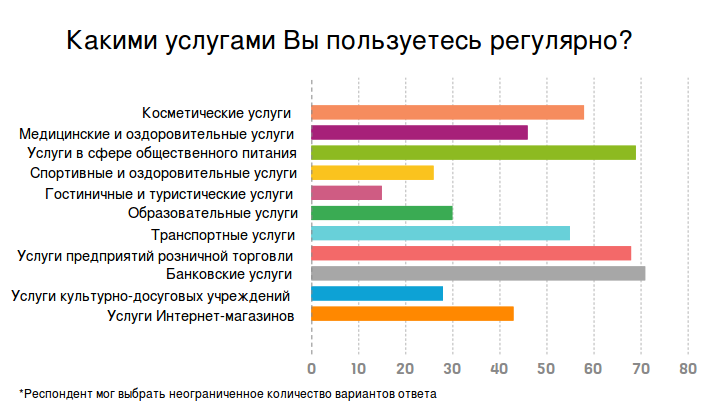 Какими услугами Вы пользуетесь регулярно?
Косметические услуги
Медицинские и оздоровительные услуги
Услуги в сфере общественного питания
Спортивные и оздоровительные услуги
Гостиничные и туристические услуги
Образовательные услуги
Транспортные услуги
Услуги предприятий розничной торговли
Банковские услуги
Услуги культурно-досуговых учреждений
Услуги Интернет-магазинов
0 10 20 30 40 50 60 70 80
*Респондент мог выбрать неограниченное количество вариантов ответа